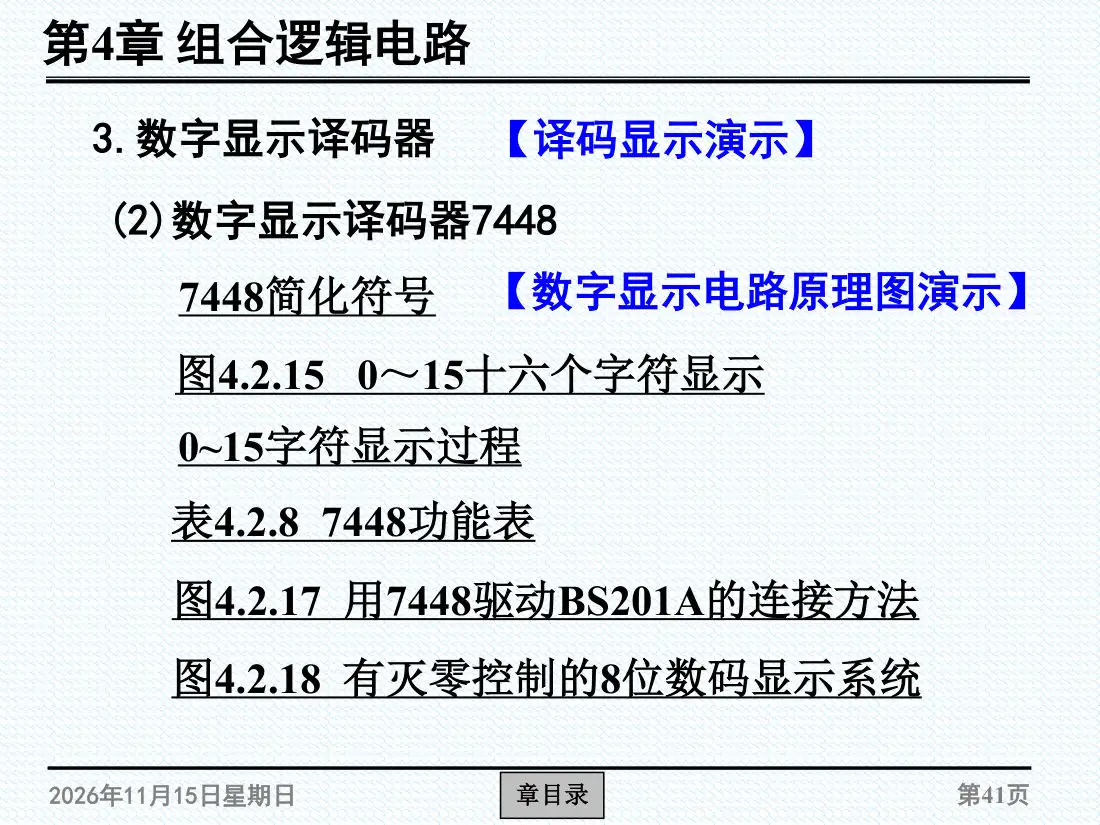 第4章 组合逻辑电路
3.数字显示译码器 【译码显示演示】
(2)数字显示译码器7448
7448简化符号 【数字显示电路原理图演示】
图4.2.15 0～15十六个字符显示
0~15字符显示过程
表4.2.8 7448功能表
图4.2.17 用7448驱动BS201A的连接方法
图4.2.18 有灭零控制的8位数码显示系统
2026年11月15日星期日 章目录 第41页